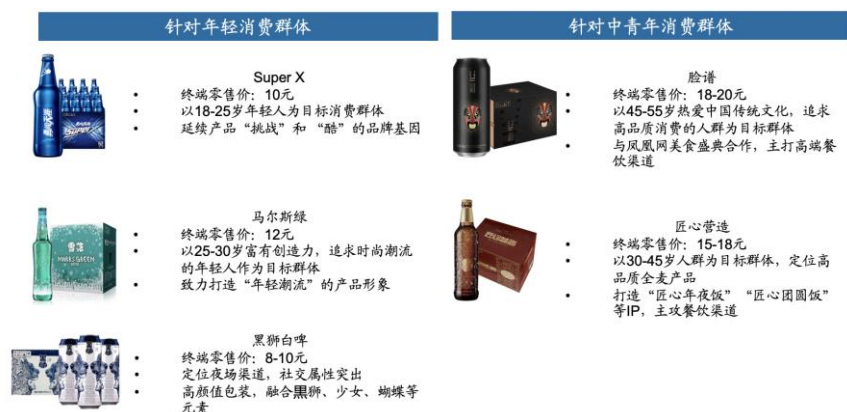 针对年轻消费群体
Super X
• 终端零售价：10元
• 以18-25岁年轻人为目标消费群体
• 延续产品“挑战”和“酷”的品牌基因
马尔斯绿
• 终端零售价：12元
• 以25-30岁富有创造力，追求时尚潮流
的年轻人作为目标群体
• 致力打造“年轻潮流”的产品形象
黑狮白啤
• 终端零售价：8-10元
• 定位夜场渠道，社交属性突出
• 高颜值包装，融合黑狮、少女、蝴蝶等
元素
针对中青年消费群体
脸谱
• 终端零售价：18-20元
• 以45-55岁热爱中国传统文化，追求
高品质消费的人群为目标群体
• 与凤凰网美食盛典合作，主打高端餐
饮渠道
匠心营造
• 终端零售价：15-18元
• 以30-45岁人群为目标群体，定位高
品质全麦产品
• 打造“匠心年夜饭”“匠心团圆饭”
等IP，主攻餐饮渠道
雪花
MARRS GREEN
SUPER